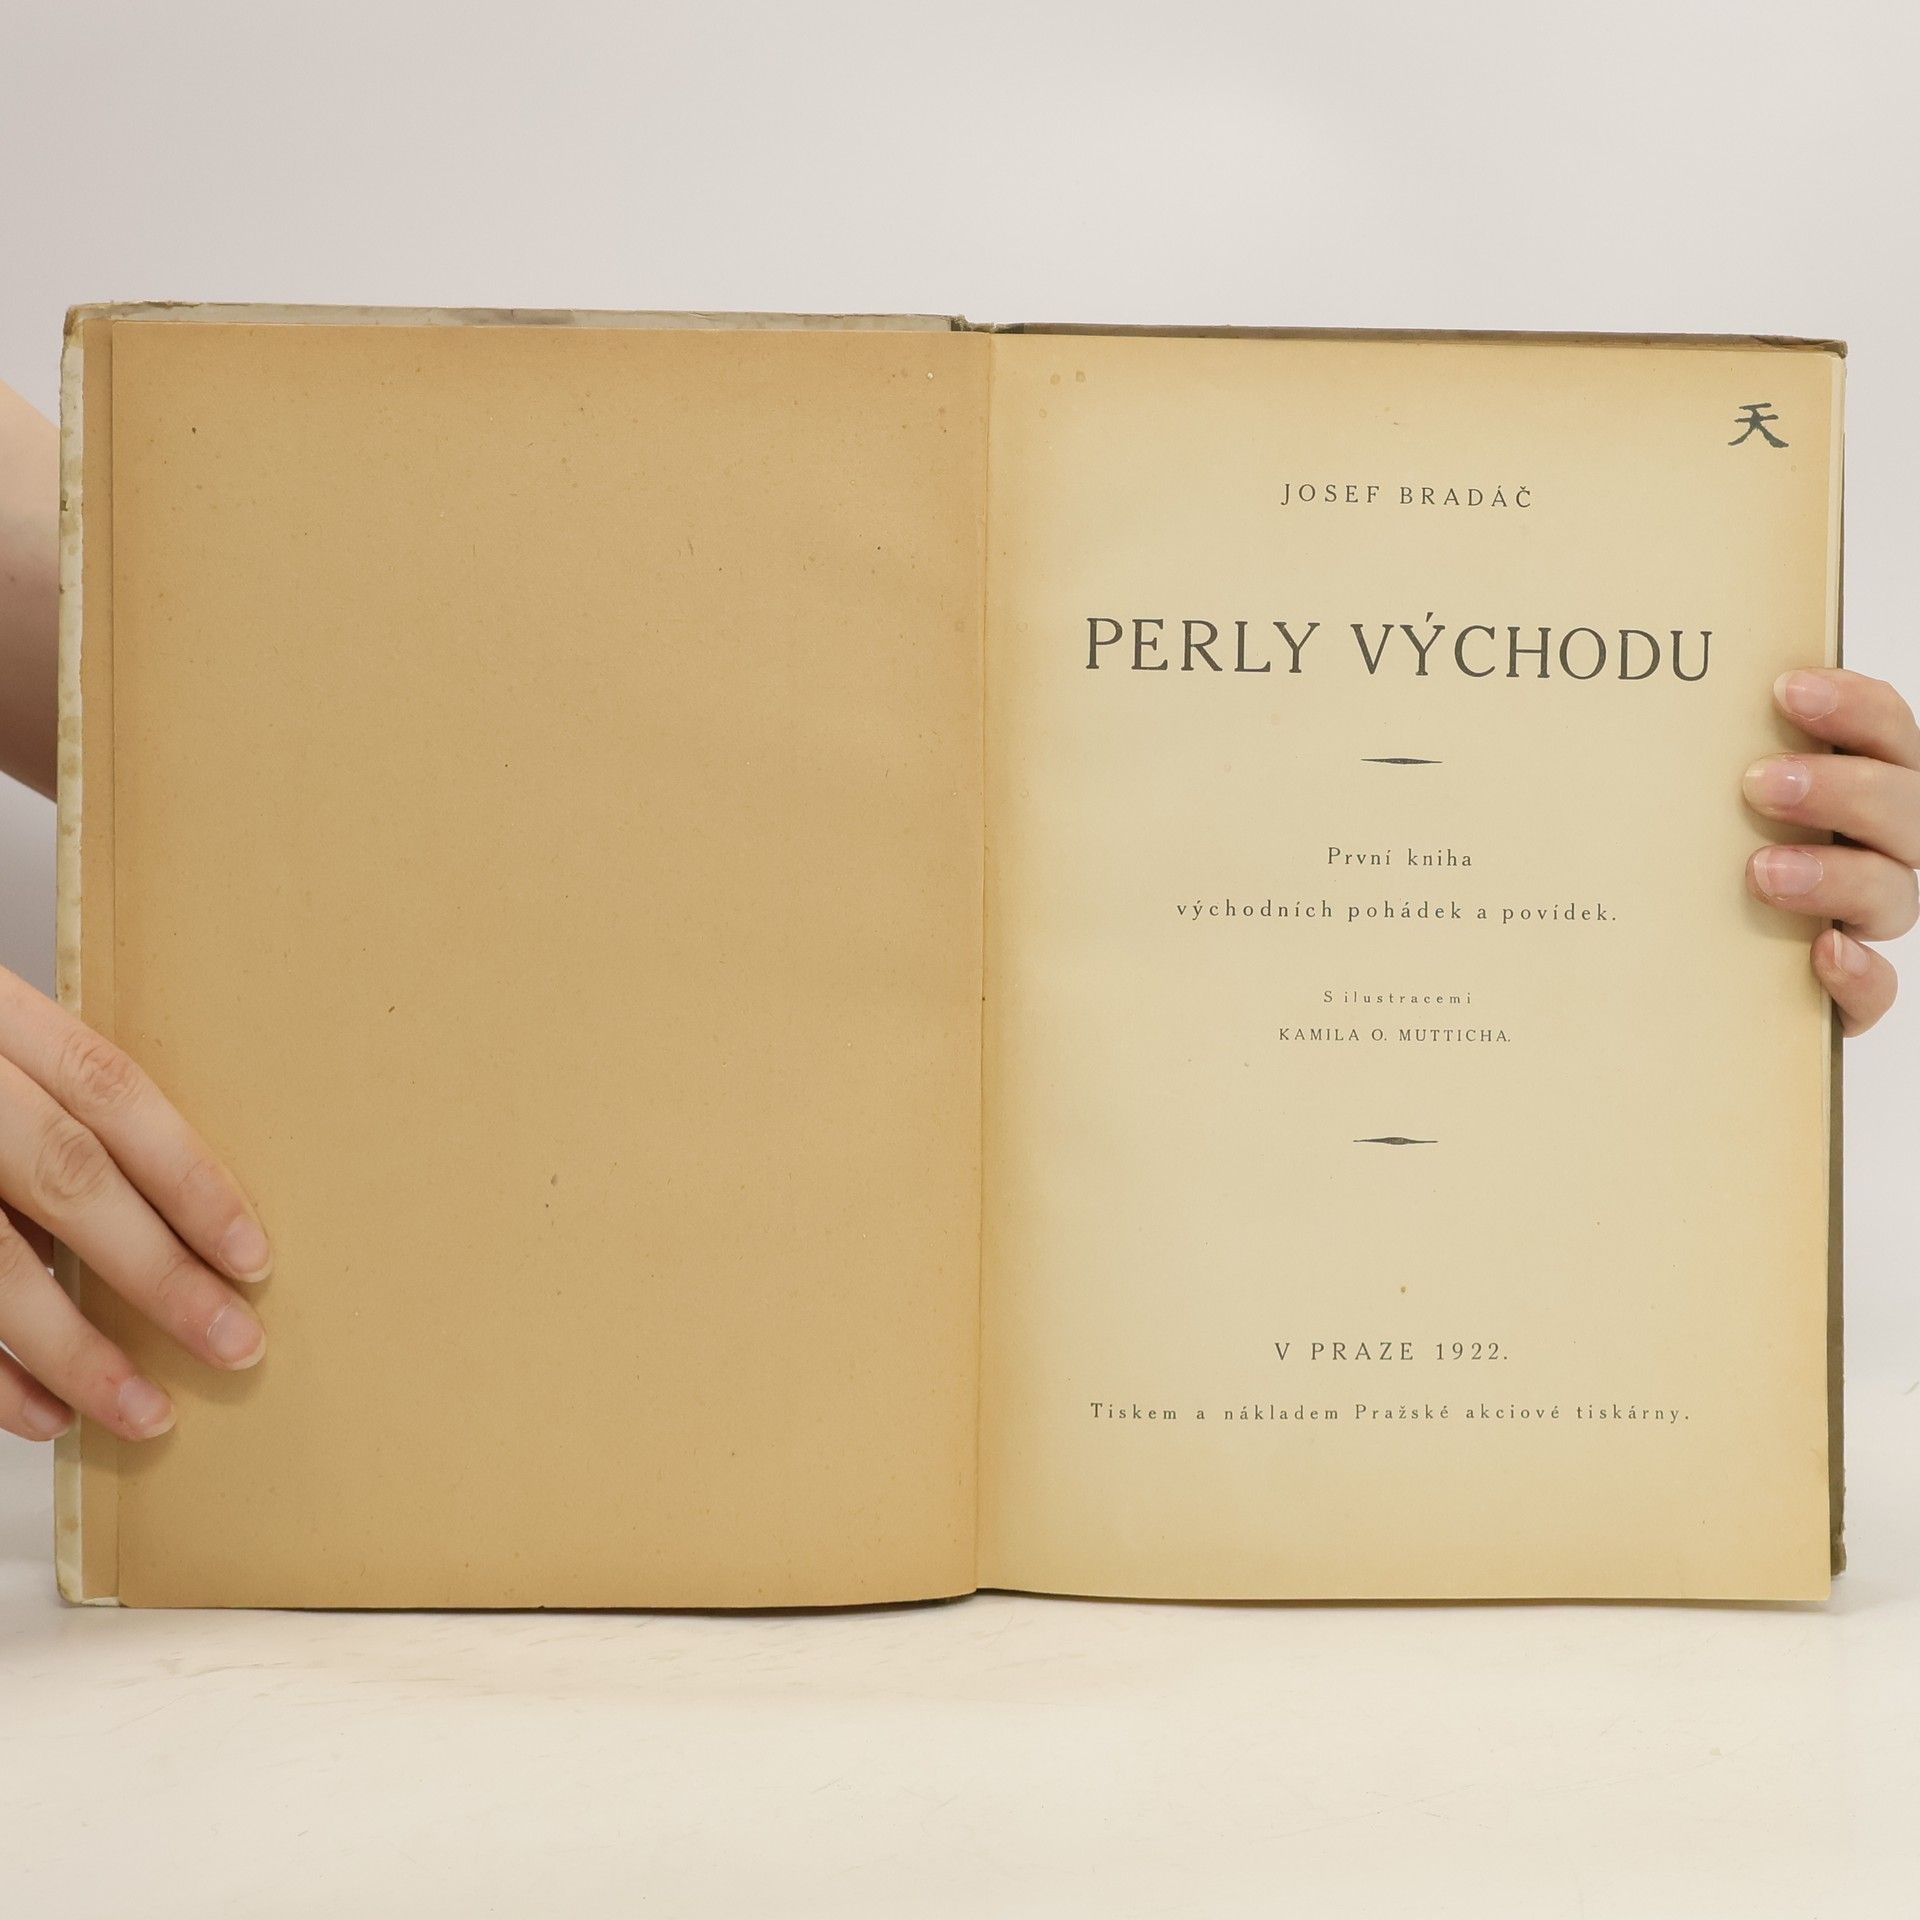 天
JOSEF BRADÁČ
PERLY VÝCHODU
První kniha
východních pohádek a povídek.
S ilustracemi
KAMILA O. MUTTICHA.
V PRAZE 1922.
Tiskem a nákladem Pražské akciové tiskárny.